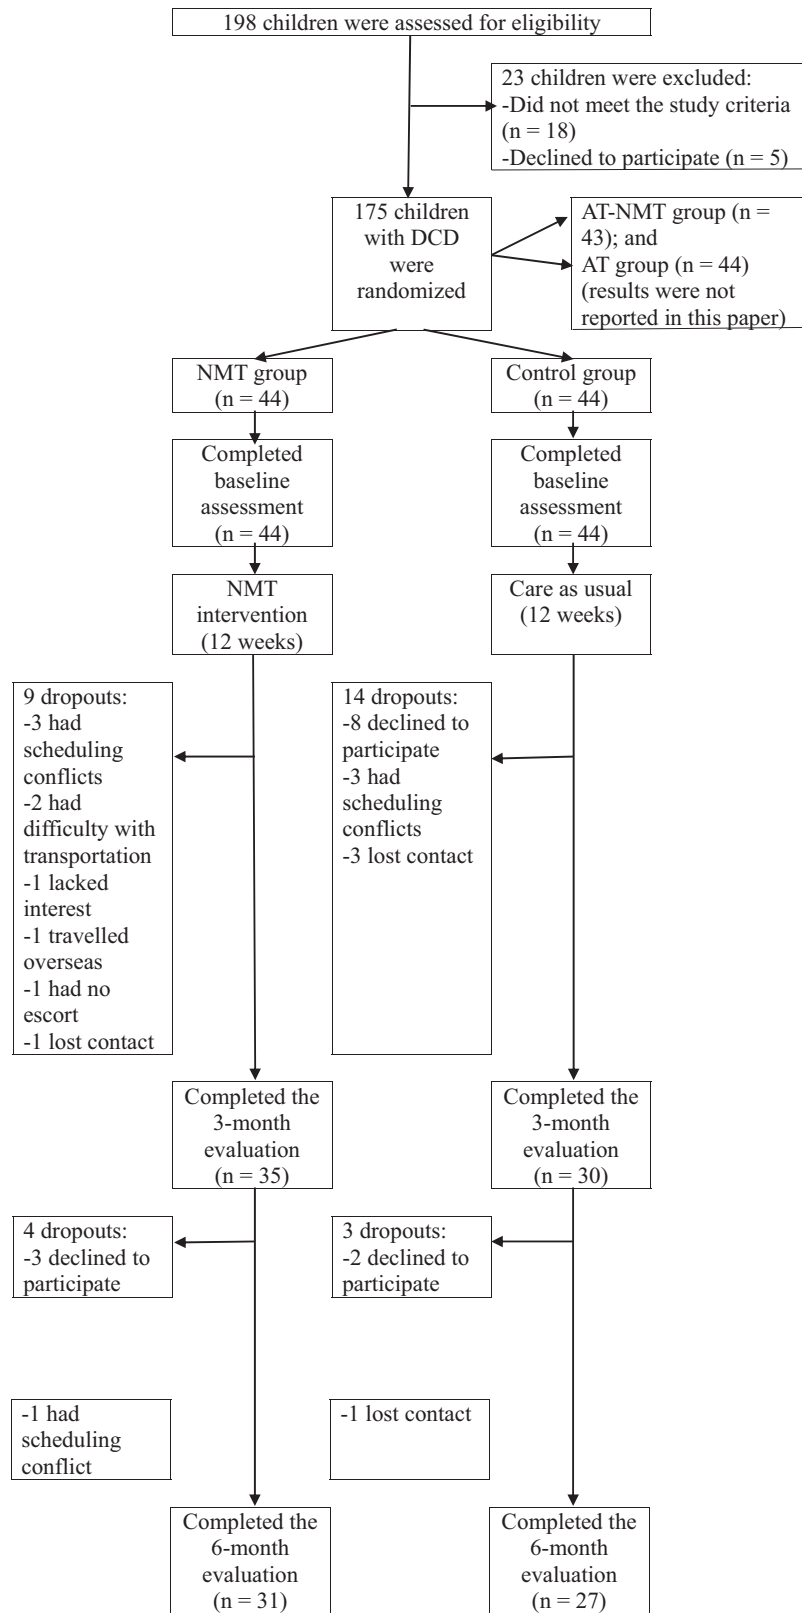 198 children were assessed for eligibility
23 children were excluded:
-Did not meet the study criteria
(n = 18)
-Declined to participate (n = 5)
175 children
with DCD
were
randomized
AT-NMT group (n =
43); and
AT group (n = 44)
(results were not
reported in this paper)
NMT group
(n = 44)
Control group
(n = 44)
Completed
baseline
assessment
(n = 44)
Completed
baseline
assessment
(n = 44)
NMT
intervention
(12 weeks)
Care as usual
(12 weeks)
9 dropouts:
-3 had
scheduling
conflicts
-2 had
difficulty with
transportation
-1 lacked
interest
-1 travelled
overseas
-1 had no
escort
-1 lost contact
14 dropouts:
-8 declined to
participate
-3 had
scheduling
conflicts
-3 lost contact
Completed the
3-month
evaluation
(n = 35)
Completed the
3-month
evaluation
(n = 30)
4 dropouts:
-3 declined to
participate
3 dropouts:
-2 declined to
participate
-1 had
scheduling
conflict
-1 lost contact
Completed the
6-month
evaluation
(n = 31)
Completed the
6-month
evaluation
(n = 27)